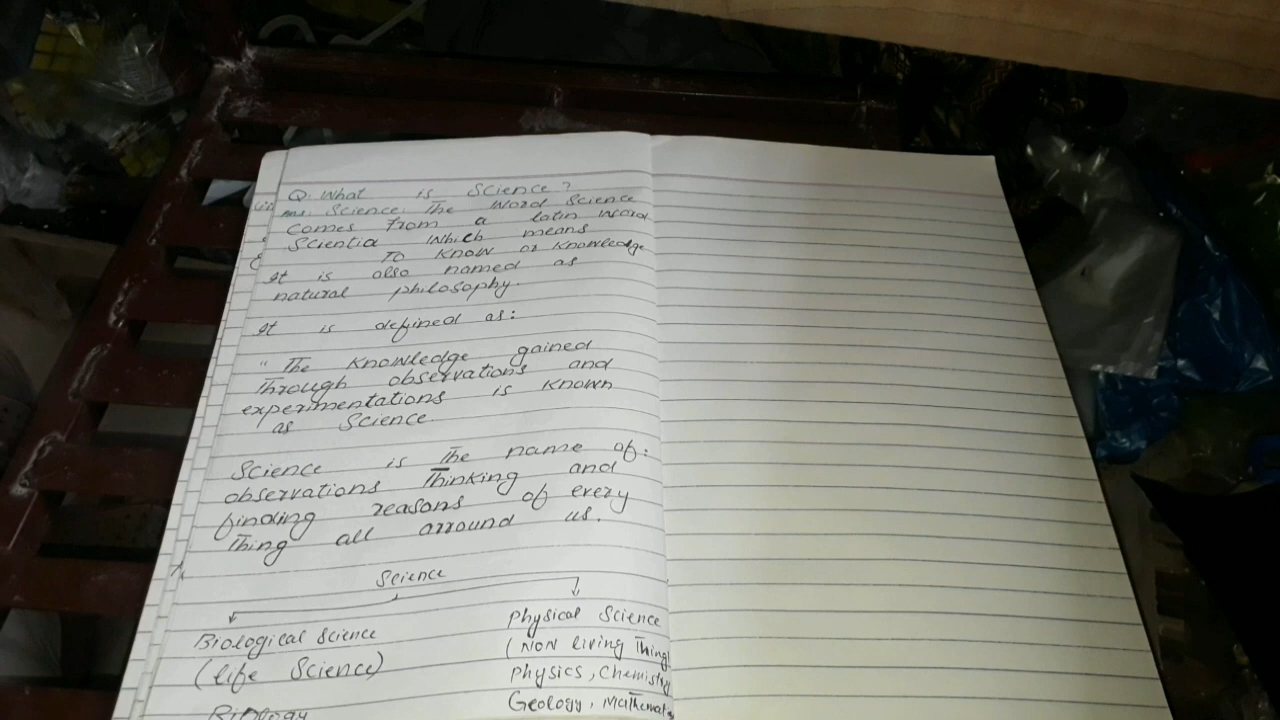 Q: What is Science?
Ans. Science: The Word Science
comes from a latin word
Scientia Which means
To Know or Knowledge
It is also named as
natural philosophy.
It is defined as:
" The Knowledge gained
Through observations and
experimentations is known
as Science.
Science is The name of:
observations Thinking and
finding reasons of every
Thing all arround us.
Science
Biological Science Physical Science
(life Science) (NON living Thing
Biology Physics, Chemistry
Geology, Mathemat